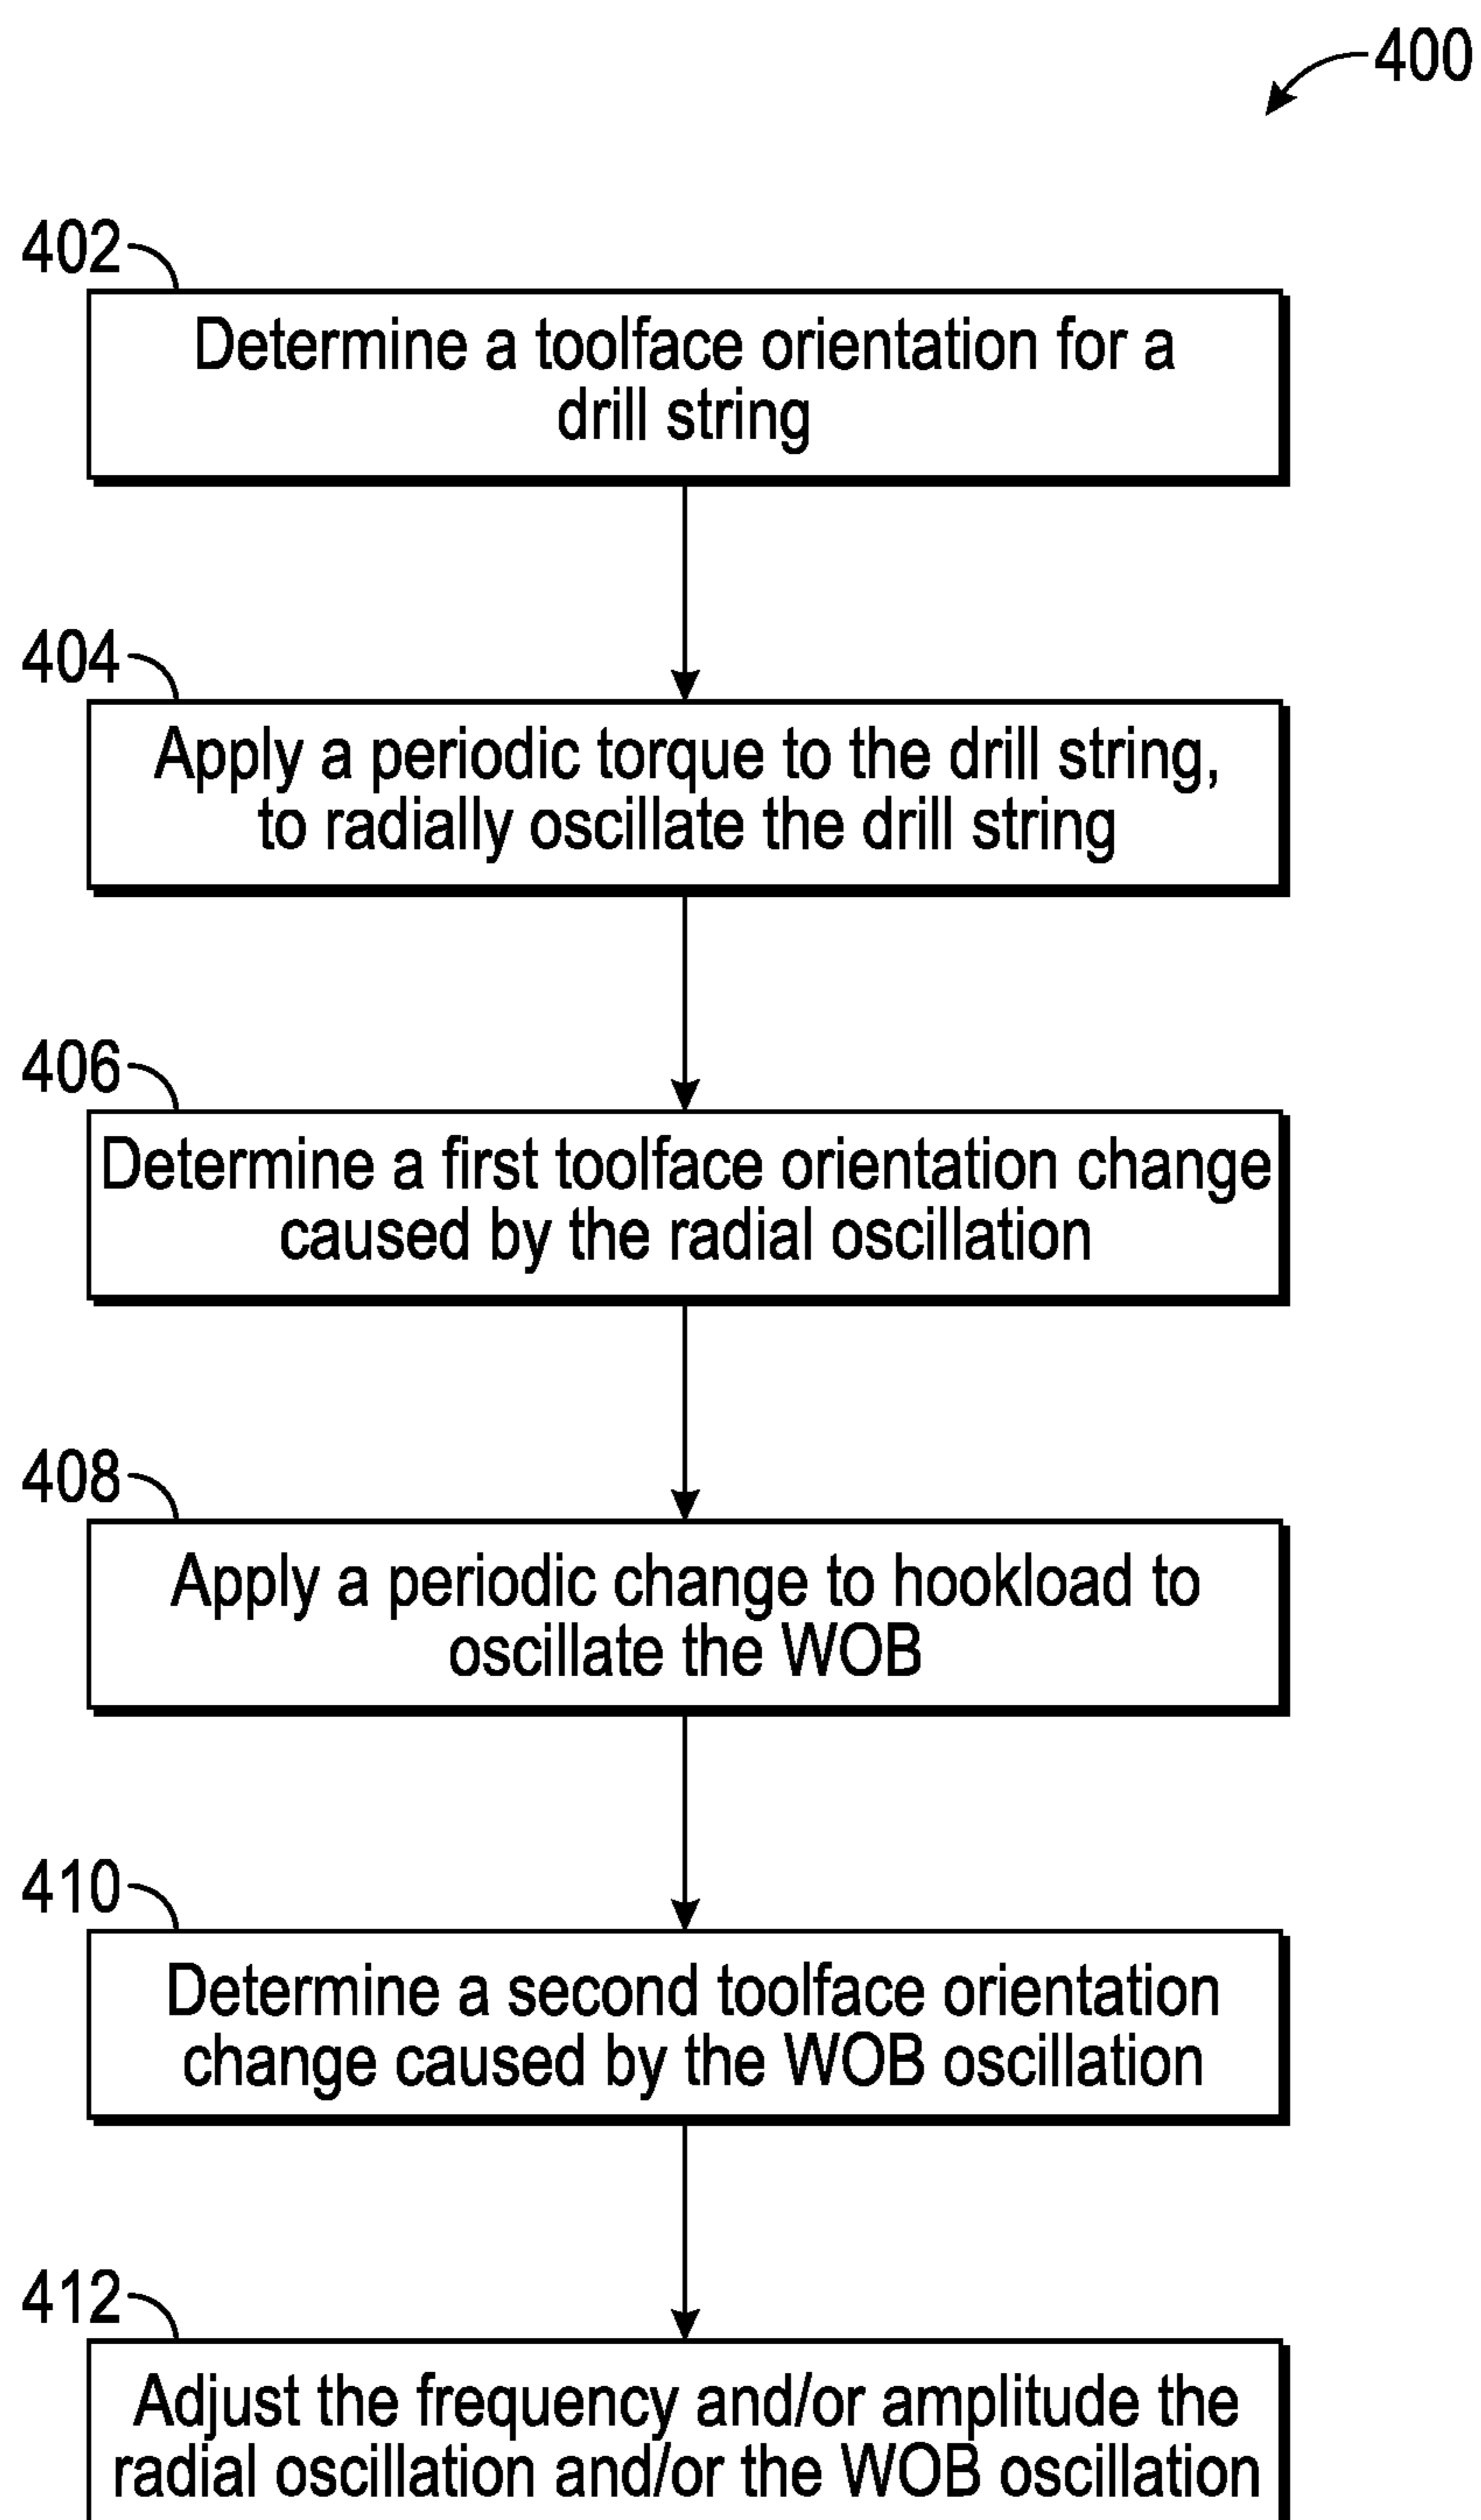 400
402
Determine a toolface orientation for a
drill string
404
Apply a periodic torque to the drill string,
to radially oscillate the drill string
406
Determine a first toolface orientation change
caused by the radial oscillation
408
Apply a periodic change to hookload to
oscillate the WOB
410
Determine a second toolface orientation
change caused by the WOB oscillation
412
Adjust the frequency and/or amplitude the
radial oscillation and/or the WOB oscillation